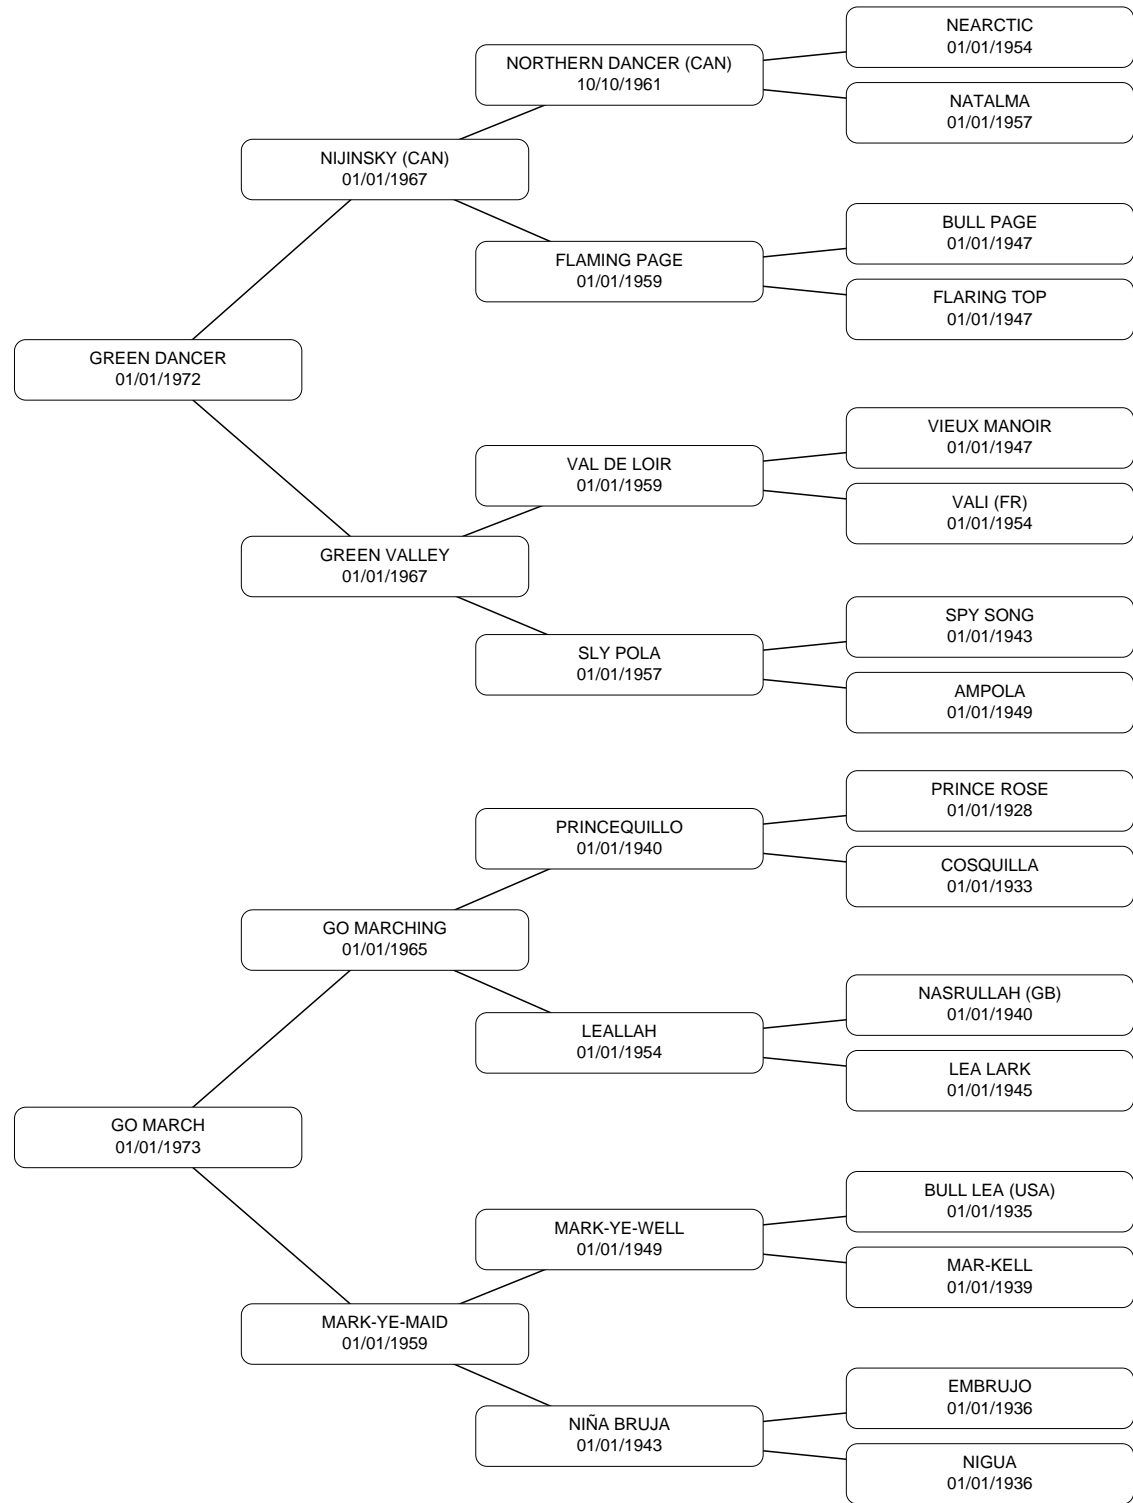 NEARCTIC
01/01/1954
NORTHERN DANCER (CAN)
10/10/1961
NATALMA
01/01/1957
NIJINSKY (CAN)
01/01/1967
BULL PAGE
01/01/1947
FLAMING PAGE
01/01/1959
FLARING TOP
01/01/1947
GREEN DANCER
01/01/1972
VIEUX MANOIR
01/01/1947
VAL DE LOIR
01/01/1959
VALI (FR)
01/01/1954
GREEN VALLEY
01/01/1967
SPY SONG
01/01/1943
SLY POLA
01/01/1957
AMPOLA
01/01/1949
PRINCE ROSE
01/01/1928
PRINCEQUILLO
01/01/1940
COSQUILLA
01/01/1933
GO MARCHING
01/01/1965
NASRULLAH (GB)
01/01/1940
LEALLAH
01/01/1954
LEA LARK
01/01/1945
GO MARCH
01/01/1973
BULL LEA (USA)
01/01/1935
MARK-YE-WELL
01/01/1949
MAR-KELL
01/01/1939
MARK-YE-MAID
01/01/1959
EMBRUJO
01/01/1936
NIÑA BRUJA
01/01/1943
NIGUA
01/01/1936